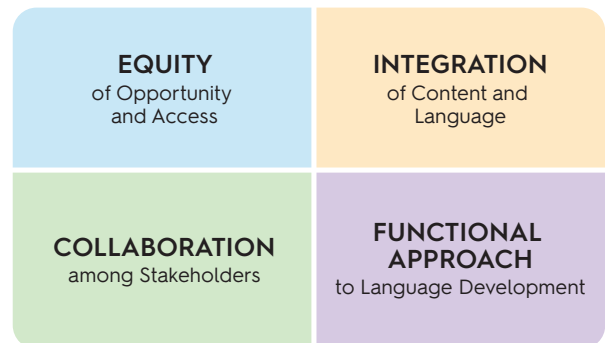 EQUITY
of Opportunity
and Access
INTEGRATION
of Content and
Language
COLLABORATION
among Stakeholders
FUNCTIONAL
APPROACH
to Language Development